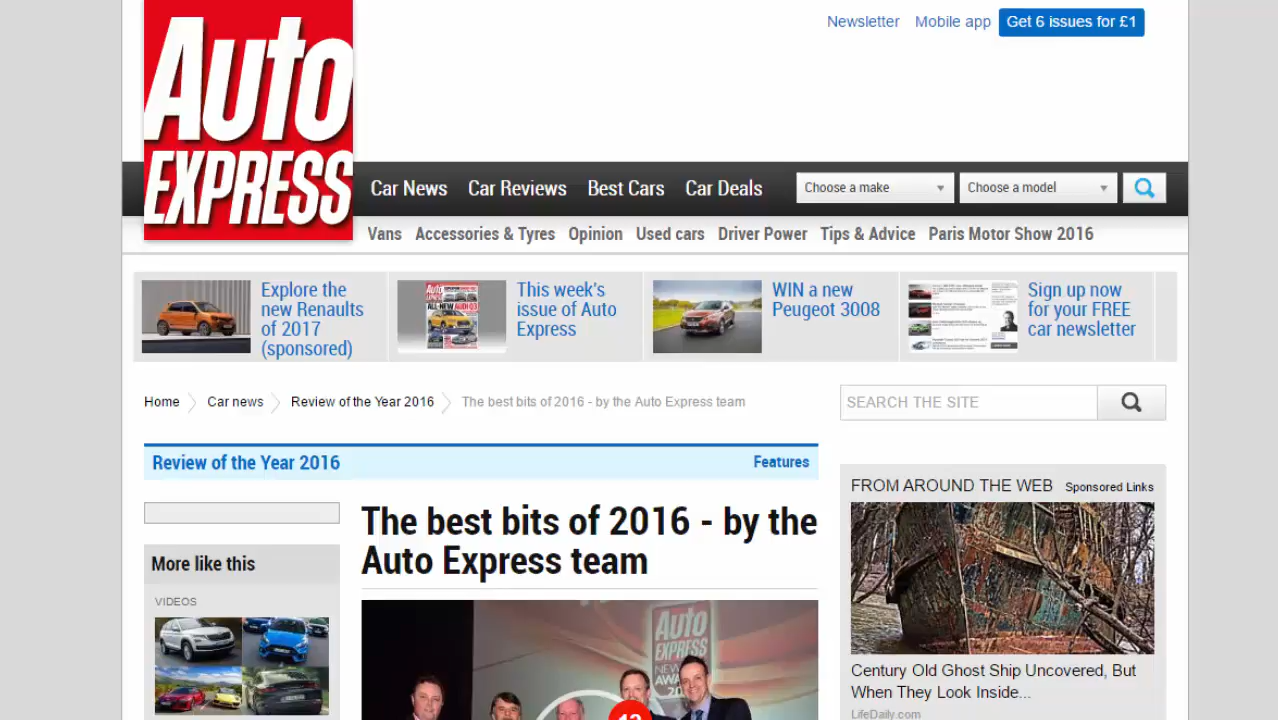 Auto
EXPRESS
Newsletter
Mobile app
Get 6 issues for £1
Car News
Car Reviews
Best Cars
Car Deals
Choose a make
Choose a model
Vans
Accessories & Tyres
Opinion
Used cars
Driver Power
Tips & Advice
Paris Motor Show 2016
Explore the
new Renaults
of 2017
(sponsored)
This week's
issue of Auto
Express
WIN a new
Peugeot 3008
Sign up now
for your FREE
car newsletter
Home
Car news
Review of the Year 2016
The best bits of 2016 - by the Auto Express team
SEARCH THE SITE
Review of the Year 2016
Features
The best bits of 2016 - by the
Auto Express team
More like this
VIDEOS
AUTO
EXPRESS
FROM AROUND THE WEB
Sponsored Links
Century Old Ghost Ship Uncovered, But
When They Look Inside...
LifeDaily.com